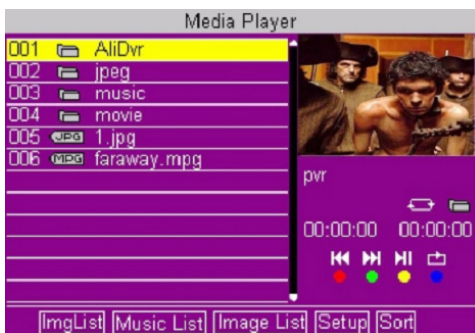 Media Player
001 AliDvr
002 jpeg
003 music
004 movie
005 JPG 1.jpg
006 MPG faraway.mpg
pvr
00:00:00 00:00:00
ImgList Music List Image List Setup Sort